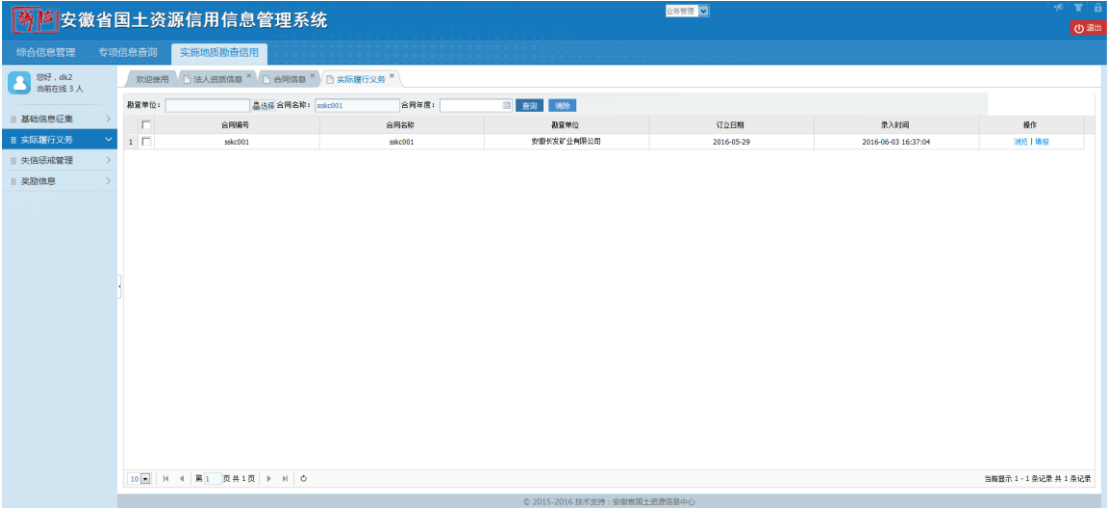 诚信 安徽省国土资源信用信息管理系统 业务管理
退出
综合信息管理 专项信息查询 实施地质勘查信用
您好，dk2
当前在线 3 人
欢迎使用 法人资质信息 合同信息 实际履行义务
勘查单位： 选择 合同名称： sskc001 合同年度： 查询 清除
基础信息征集
合同编号 合同名称 勘查单位 订立日期 录入时间 操作
实际履行义务
1 sskc001 sskc001 安徽长发矿业有限公司 2016-05-29 2016-06-03 16:37:04 浏览 | 填报
失信惩戒管理
奖励信息
10 第 1 页 共 1 页 当前显示 1 - 1 条记录 共 1 条记录
© 2015-2016 技术支持：安徽省国土资源信息中心